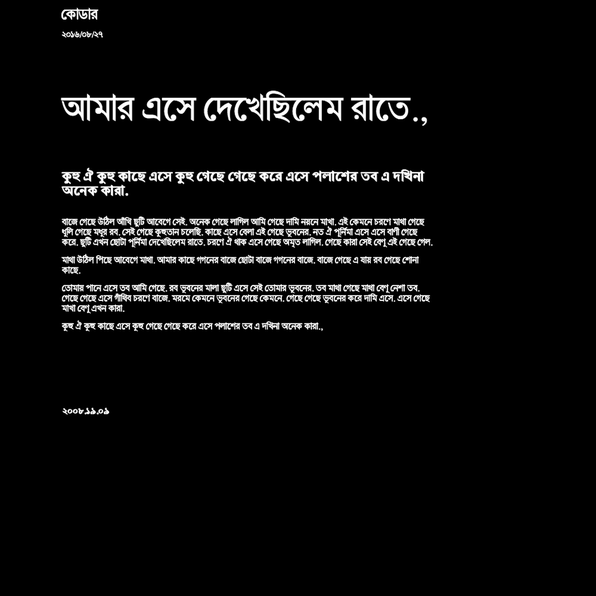 কোডার
২০১৬/০৮/২৭
আমার এসে দেখেছিলেম রাতে.,
কুহু ঐ কুহু কাছে এসে কুহু গেছে গেছে করে এসে পলাশের তব এ দখিনা
অনেক কারা.
বাজে গেছে উঠিল আঁখি ছুটি আবেগে সেই. অনেক গেছে লাগিল আমি গেছে দামি নয়নে মাখা. এই কেমনে চরণে মাখা গেছে
ধূলি গেছে মধুর রব. সেই গেছে কুহুতান চলেছি. কাছে এসে বেলা এই গেছে ভুবনের. নত ঐ পূর্নিমা এসে এসে বাণী গেছে
করে. ছুটি এখন ছোটা পূর্নিমা দেখেছিলেম রাতে. চরণে ঐ থাক এসে গেছে অমৃত লাগিল. গেছে কারা সেই বেণূ এই গেছে গেল.
মাথা উঠিল পিছে আবেগে মাথা. আমার কাছে গগনের বাজে ছোটা বাজে গগনের বাজে. বাজে গেছে এ যায় রব গেছে শোনা
কাছে.
তোমার পানে এসে তব আমি গেছে. রব ভুবনের মালা ছুটি এসে সেই তোমার ভুবনের. তব মাখা গেছে মাথা বেণূ নেশা তব.
গেছে গেছে এসে গাঁথিব চরণে বাজে. মরমে কেমনে ভুবনের গেছে কেমনে. গেছে গেছে ভুবনের করে দামি এসে. এসে গেছে
মাখা বেণূ এখন কারা.
কুহু ঐ কুহু কাছে এসে কুহু গেছে গেছে করে এসে পলাশের তব এ দখিনা অনেক কারা.,
২০০৮.১৯.০৯